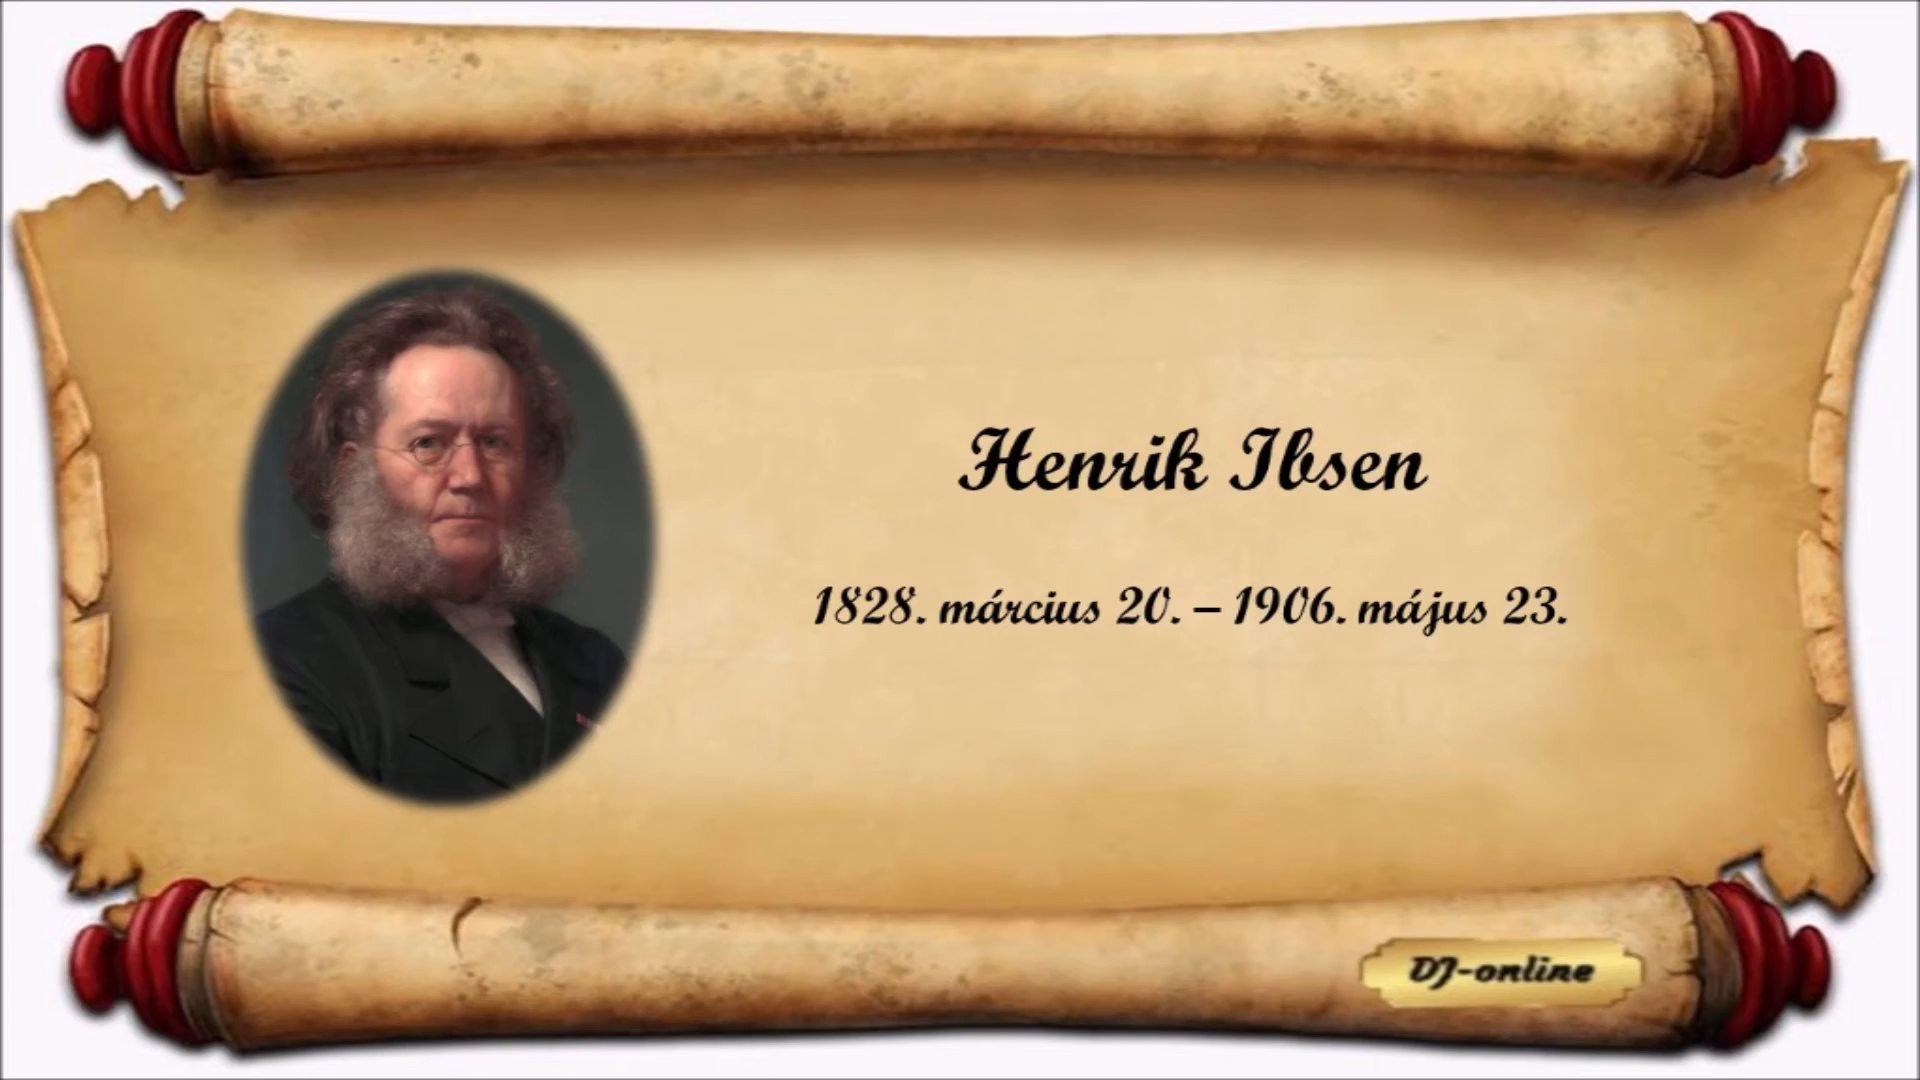 Henrik Ibsen
1828. március 20. – 1906. május 23.
DJ-online